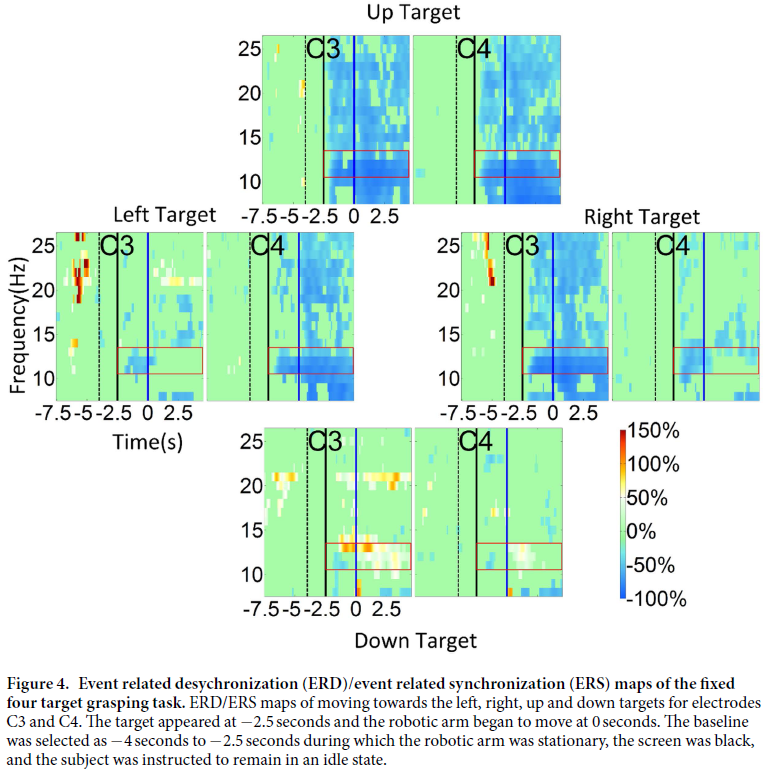 Up Target
C3 C4
25
20
15
10
-7.5 -5 -2.5 0 2.5
Left Target Right Target
Frequency(Hz)
C3 C4 C3 C4
25 25
20 20
15 15
10 10
-7.5 -5 -2.5 0 2.5 -7.5 -5 -2.5 0 2.5
Time(s)
C3 C4
25
20
15
10
-7.5 -5 -2.5 0 2.5
150%
100%
50%
0%
-50%
-100%
Down Target
Figure 4. Event related desychronization (ERD)/event related synchronization (ERS) maps of the fixed
four target grasping task. ERD/ERS maps of moving towards the left, right, up and down targets for electrodes
C3 and C4. The target appeared at −2.5 seconds and the robotic arm began to move at 0 seconds. The baseline
was selected as −4 seconds to −2.5 seconds during which the robotic arm was stationary, the screen was black,
and the subject was instructed to remain in an idle state.